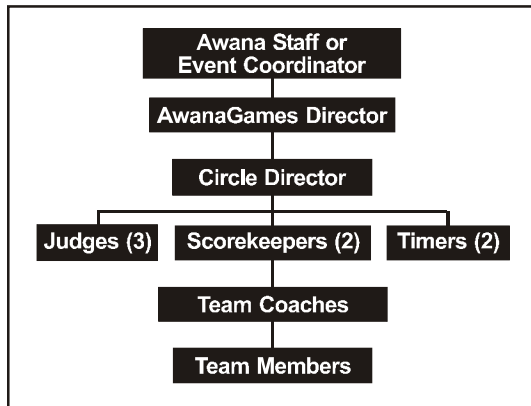 Awana Staff or
Event Coordinator
AwanaGames Director
Circle Director
Judges (3)
Scorekeepers (2)
Timers (2)
Team Coaches
Team Members